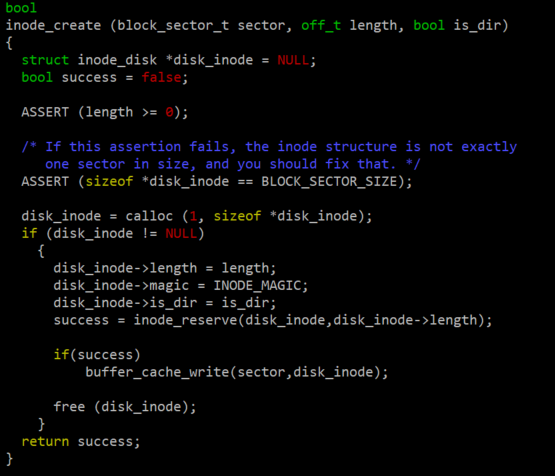 bool
inode_create (block_sector_t sector, off_t length, bool is_dir)
{
  struct inode_disk *disk_inode = NULL;
  bool success = false;

  ASSERT (length >= 0);

  /* If this assertion fails, the inode structure is not exactly
     one sector in size, and you should fix that. */
  ASSERT (sizeof *disk_inode == BLOCK_SECTOR_SIZE);

  disk_inode = calloc (1, sizeof *disk_inode);
  if (disk_inode != NULL)
    {
      disk_inode->length = length;
      disk_inode->magic = INODE_MAGIC;
      disk_inode->is_dir = is_dir;
      success = inode_reserve(disk_inode,disk_inode->length);

      if(success)
          buffer_cache_write(sector,disk_inode);

      free (disk_inode);
    }
  return success;
}